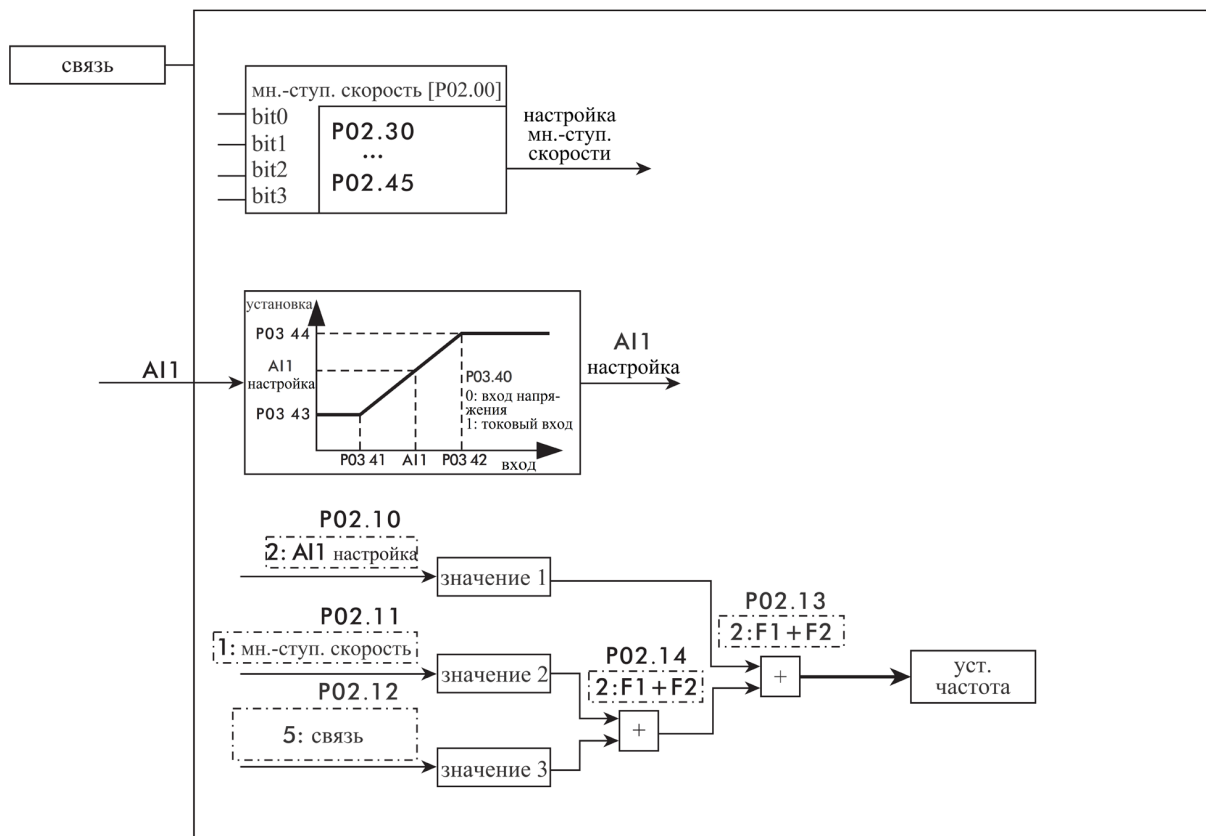 связь
мн.-ступ. скорость [P02.00]
bit0
bit1
bit2
bit3
P02.30
...
P02.45
настройка
мн.-ступ.
скорости
установка
P03 44
AI1
настройка
P03 43
P03.40
0: вход напря-
жения
1: токовый вход
P03 41
AI1
P03 42
вход
AI1
AI1
настройка
P02.10
2: AI1 настройка
значение 1
P02.11
1: мн.-ступ. скорость
значение 2
P02.12
5: связь
значение 3
P02.14
2:F1+F2
+
P02.13
2:F1+F2
+
уст.
частота